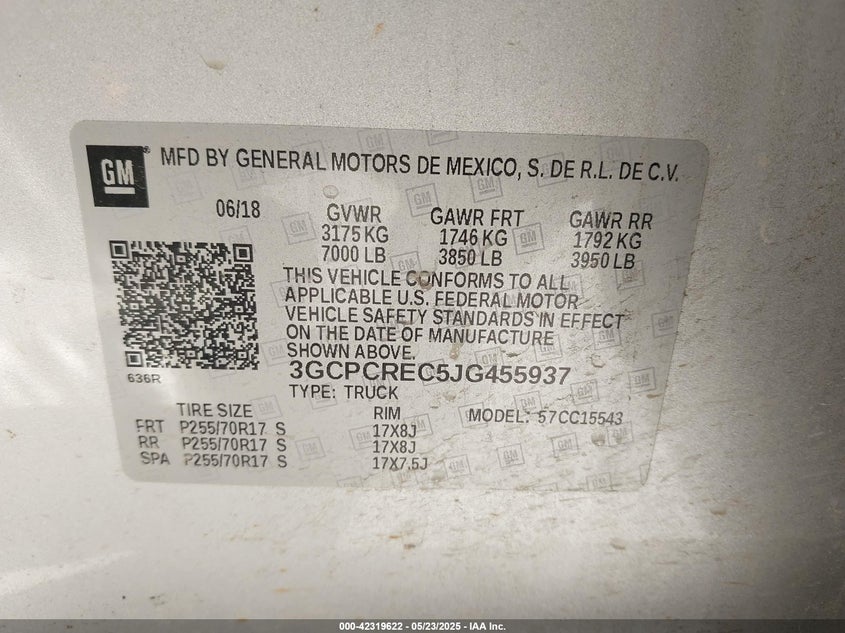 GM
MFD BY GENERAL MOTORS DE MEXICO, S. DE R.L. DE C.V.
06/18 GVWR GAWR FRT GAWR RR
3175 KG 1746 KG 1792 KG
7000 LB 3850 LB 3950 LB
THIS VEHICLE CONFORMS TO ALL
APPLICABLE U.S. FEDERAL MOTOR
VEHICLE SAFETY STANDARDS IN EFFECT
ON THE DATE OF MANUFACTURE
SHOWN ABOVE.
636R
3GCPCREC5JG455937
TYPE: TRUCK
TIRE SIZE RIM MODEL: 57CC15543
FRT P255/70R17 S 17X8J
RR P255/70R17 S 17X8J
SPA P255/70R17 S 17X7.5J
000-42319622 - 05/23/2025 - IAA Inc.